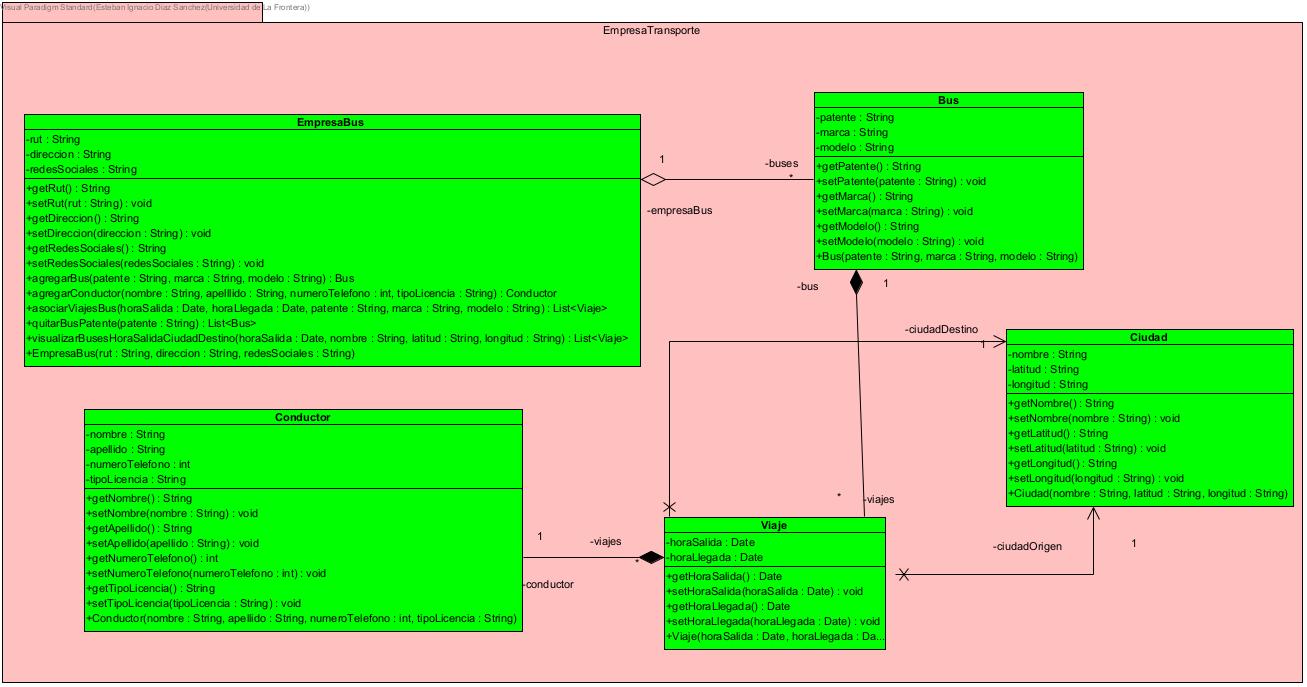 Visual Paradigm Standard(Esteban Ignacio Diaz Sanchez(Universidad de La Frontera))
EmpresaTransporte
EmpresaBus
-rut : String
-direccion : String
-redesSociales : String
+getRut() : String
+setRut(rut : String) : void
+getDireccion() : String
+setDireccion(direccion : String) : void
+getRedesSociales() : String
+setRedesSociales(redesSociales : String) : void
+agregarBus(patente : String, marca : String, modelo : String) : Bus
+agregarConductor(nombre : String, apelllido : String, numeroTelefono : int, tipoLicencia : String) : Conductor
+asociarViajesBus(horaSalida : Date, horaLlegada : Date, patente : String, marca : String, modelo : String) : List<Viaje>
+quitarBusPatente(patente : String) : List<Bus>
+visualizarBusesHoraSalidaCiudadDestino(horaSalida : Date, nombre : String, latitud : String, longitud : String) : List<Viaje>
+EmpresaBus(rut : String, direccion : String, redesSociales : String)
1
-buses
*
-empresaBus
Bus
-patente : String
-marca : String
-modelo : String
+getPatente() : String
+setPatente(patente : String) : void
+getMarca() : String
+setMarca(marca : String) : void
+getModelo() : String
+setModelo(modelo : String) : void
+Bus(patente : String, marca : String, modelo : String)
-bus
1
-ciudadDestino
1
Ciudad
-nombre : String
-latitud : String
-longitud : String
+getNombre() : String
+setNombre(nombre : String) : void
+getLatitud() : String
+setLatitud(latitud : String) : void
+getLongitud() : String
+setLongitud(longitud : String) : void
+Ciudad(nombre : String, latitud : String, longitud : String)
Conductor
-nombre : String
-apellido : String
-numeroTelefono : int
-tipoLicencia : String
+getNombre() : String
+setNombre(nombre : String) : void
+getApellido() : String
+setApellido(apellido : String) : void
+getNumeroTelefono() : int
+setNumeroTelefono(numeroTelefono : int) : void
+getTipoLicencia() : String
+setTipoLicencia(tipoLicencia : String) : void
+Conductor(nombre : String, apellido : String, numeroTelefono : int, tipoLicencia : String)
1
-viajes
*
-conductor
*
-viajes
Viaje
-horaSalida : Date
-horaLlegada : Date
+getHoraSalida() : Date
+setHoraSalida(horaSalida : Date) : void
+getHoraLlegada() : Date
+setHoraLlegada(horaLlegada : Date) : void
+Viaje(horaSalida : Date, horaLlegada : Da...
-ciudadOrigen
1